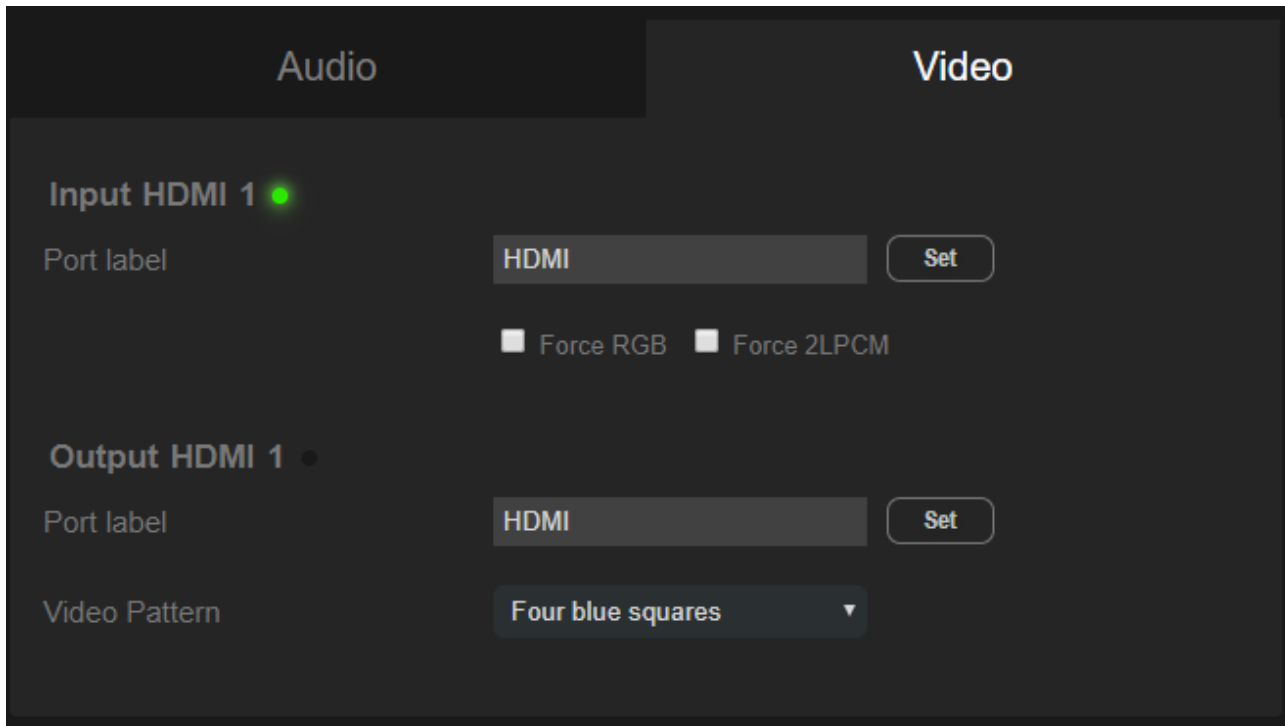 Audio Video
Input HDMI 1
Port label HDMI Set
Force RGB Force 2LPCM
Output HDMI 1
Port label HDMI Set
Video Pattern Four blue squares